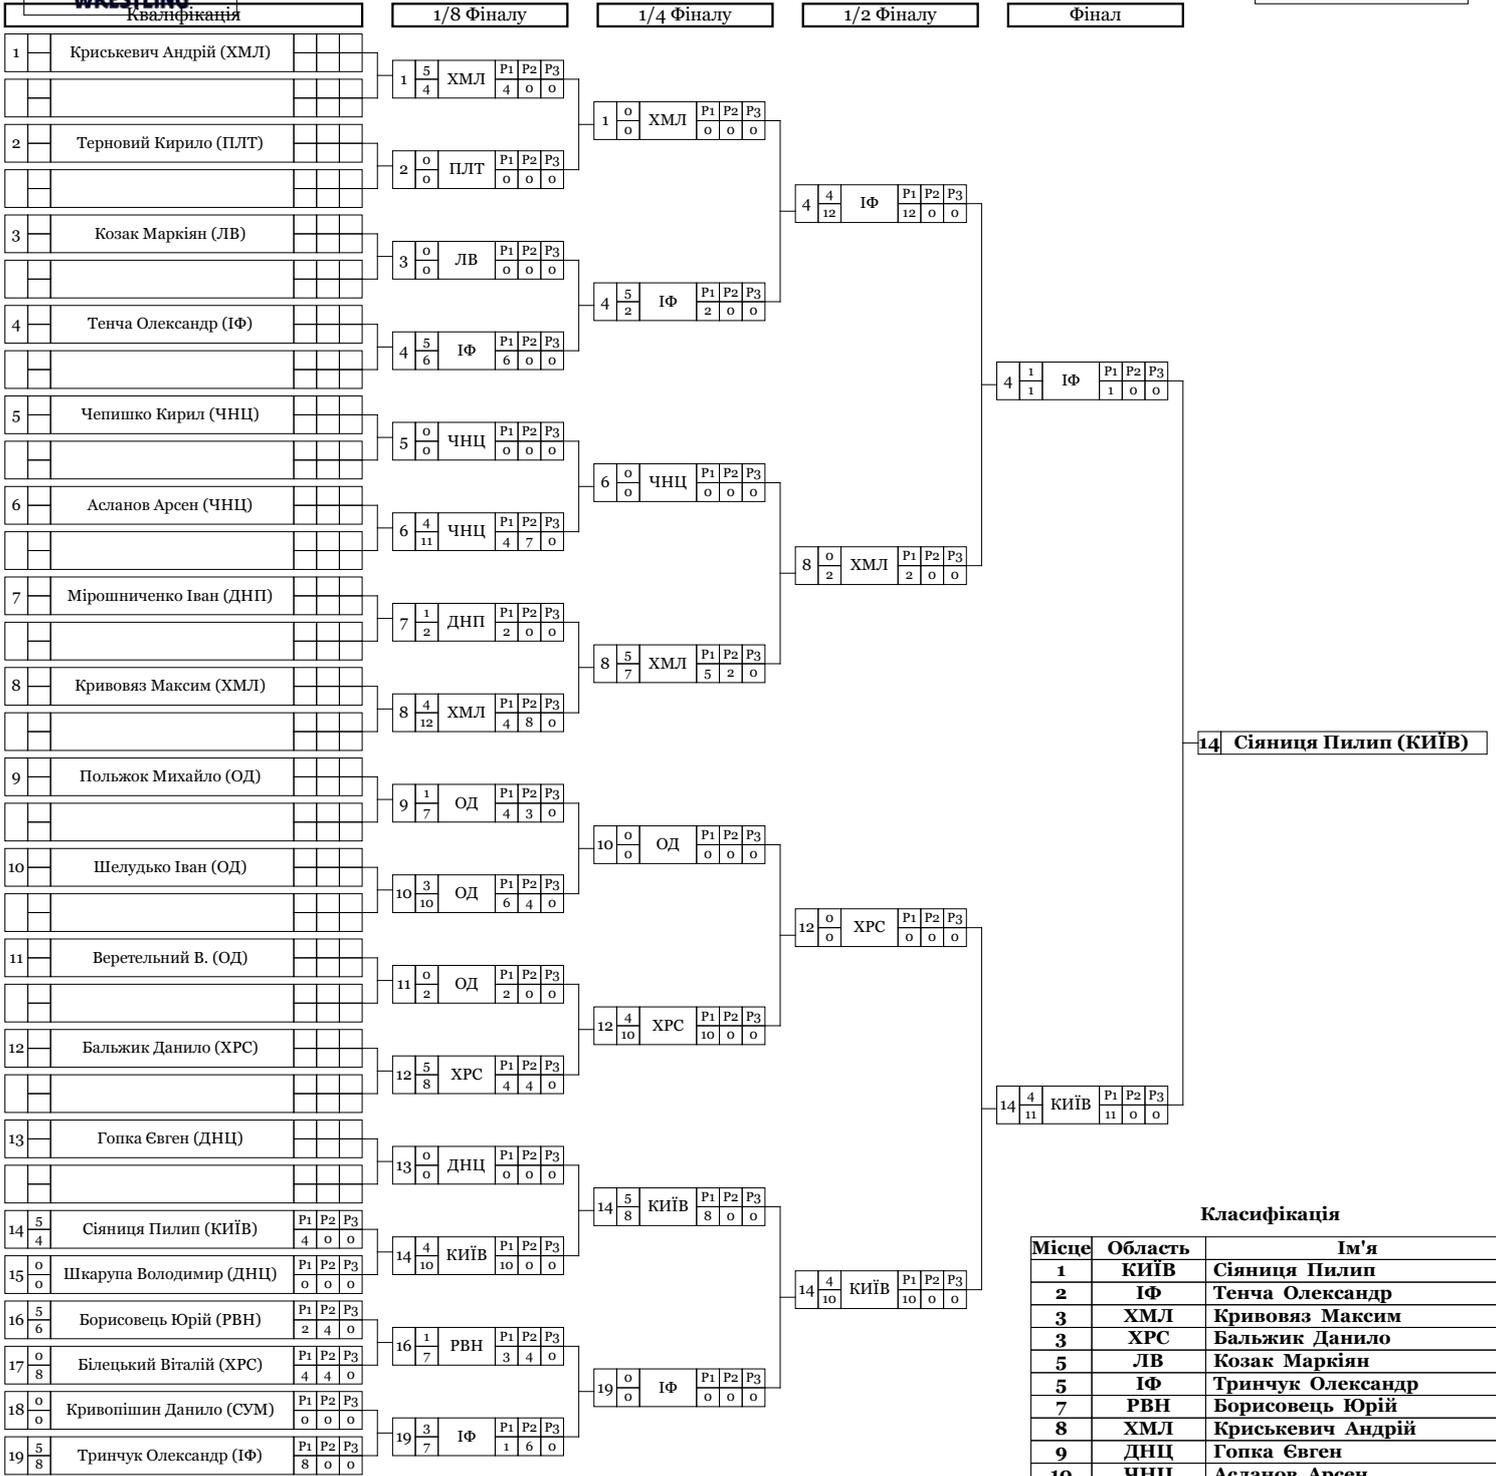 WRESTLING
Кваліфікація
1/8 Фіналу
1/4 Фіналу
1/2 Фіналу
Фінал
1 Криськевич Андрій (ХМЛ)
2 Терновий Кирило (ПЛТ)
3 Козак Маркіян (ЛВ)
4 Тенча Олександр (ІФ)
5 Чепишко Кирил (ЧНЦ)
6 Асланов Арсен (ЧНЦ)
7 Мірошниченко Іван (ДНП)
8 Кривовяз Максим (ХМЛ)
9 Польжок Михайло (ОД)
10 Шелудько Іван (ОД)
11 Веретельний В. (ОД)
12 Бальжик Данило (ХРС)
13 Гопка Євген (ДНЦ)
5 P1 P2 P3
14 Сіяниця Пилип (КИЇВ)
4 4 0 0
0 P1 P2 P3
15 Шкарупа Володимир (ДНЦ)
0 0 0 0
5 P1 P2 P3
16 Борисовець Юрій (РВН)
6 2 4 0
0 P1 P2 P3
17 Білецький Віталій (ХРС)
8 4 4 0
0 P1 P2 P3
18 Кривопішин Данило (СУМ)
0 0 0 0
5 P1 P2 P3
19 Тринчук Олександр (ІФ)
8 8 0 0
5 P1 P2 P3
1 ХМЛ
4 4 0 0
0 P1 P2 P3
2 ПЛТ
0 0 0 0
0 P1 P2 P3
3 ЛВ
0 0 0 0
5 P1 P2 P3
4 ІФ
6 6 0 0
0 P1 P2 P3
5 ЧНЦ
0 0 0 0
4 P1 P2 P3
6 ЧНЦ
11 4 7 0
1 P1 P2 P3
7 ДНП
2 2 0 0
4 P1 P2 P3
8 ХМЛ
12 4 8 0
1 P1 P2 P3
9 ОД
7 4 3 0
3 P1 P2 P3
10 ОД
10 6 4 0
0 P1 P2 P3
11 ОД
2 2 0 0
5 P1 P2 P3
12 ХРС
8 4 4 0
0 P1 P2 P3
13 ДНЦ
0 0 0 0
4 P1 P2 P3
14 КИЇВ
10 10 0 0
1 P1 P2 P3
16 РВН
7 3 4 0
3 P1 P2 P3
19 ІФ
7 1 6 0
0 P1 P2 P3
1 ХМЛ
0 0 0 0
5 P1 P2 P3
4 ІФ
2 2 0 0
0 P1 P2 P3
6 ЧНЦ
0 0 0 0
5 P1 P2 P3
8 ХМЛ
7 5 2 0
0 P1 P2 P3
10 ОД
0 0 0 0
4 P1 P2 P3
12 ХРС
10 10 0 0
5 P1 P2 P3
14 КИЇВ
8 8 0 0
0 P1 P2 P3
19 ІФ
0 0 0 0
4 P1 P2 P3
4 ІФ
12 12 0 0
0 P1 P2 P3
8 ХМЛ
2 2 0 0
0 P1 P2 P3
12 ХРС
0 0 0 0
4 P1 P2 P3
14 КИЇВ
10 10 0 0
1 P1 P2 P3
4 ІФ
1 1 0 0
4 P1 P2 P3
14 КИЇВ
11 11 0 0
14 Сіяниця Пилип (КИЇВ)
Класифікація
Місце Область Ім'я
1 КИЇВ Сіяниця Пилип
2 ІФ Тенча Олександр
3 ХМЛ Кривовяз Максим
3 ХРС Бальжик Данило
5 ЛВ Козак Маркіян
5 ІФ Тринчук Олександр
7 РВН Борисовець Юрій
8 ХМЛ Криськевич Андрій
9 ДНЦ Гопка Євген
10 ЧНЦ Асланов Арсен